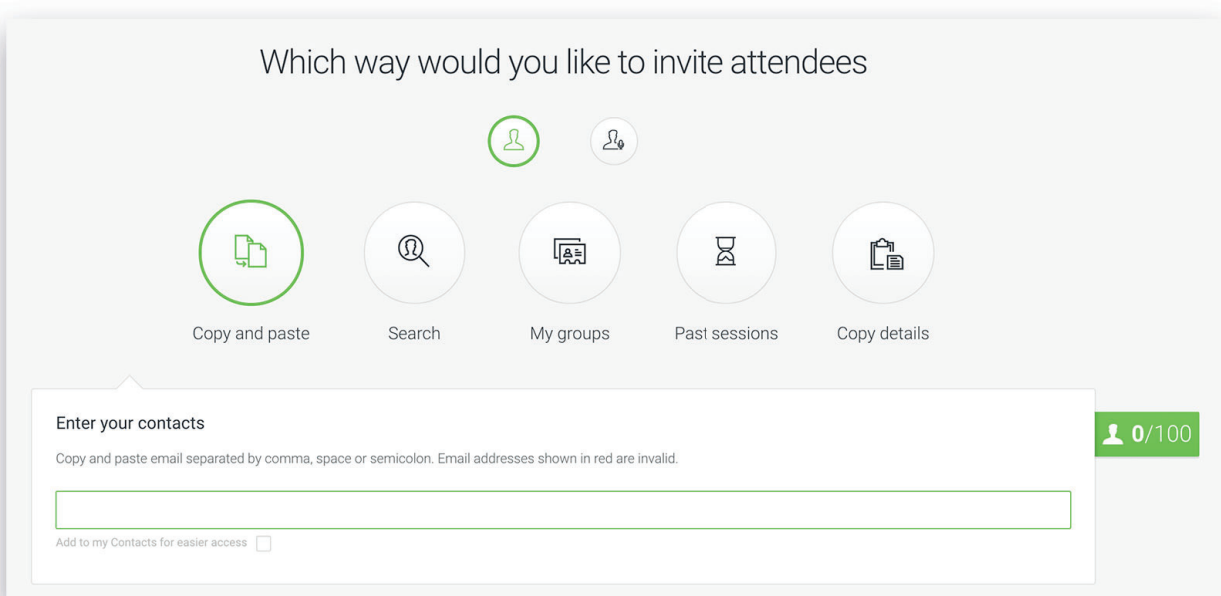 Which way would you like to invite attendees
Copy and paste
Search
My groups
Past sessions
Copy details
Enter your contacts
0/100
Copy and paste email separated by comma, space or semicolon. Email addresses shown in red are invalid.
Add to my Contacts for easier access